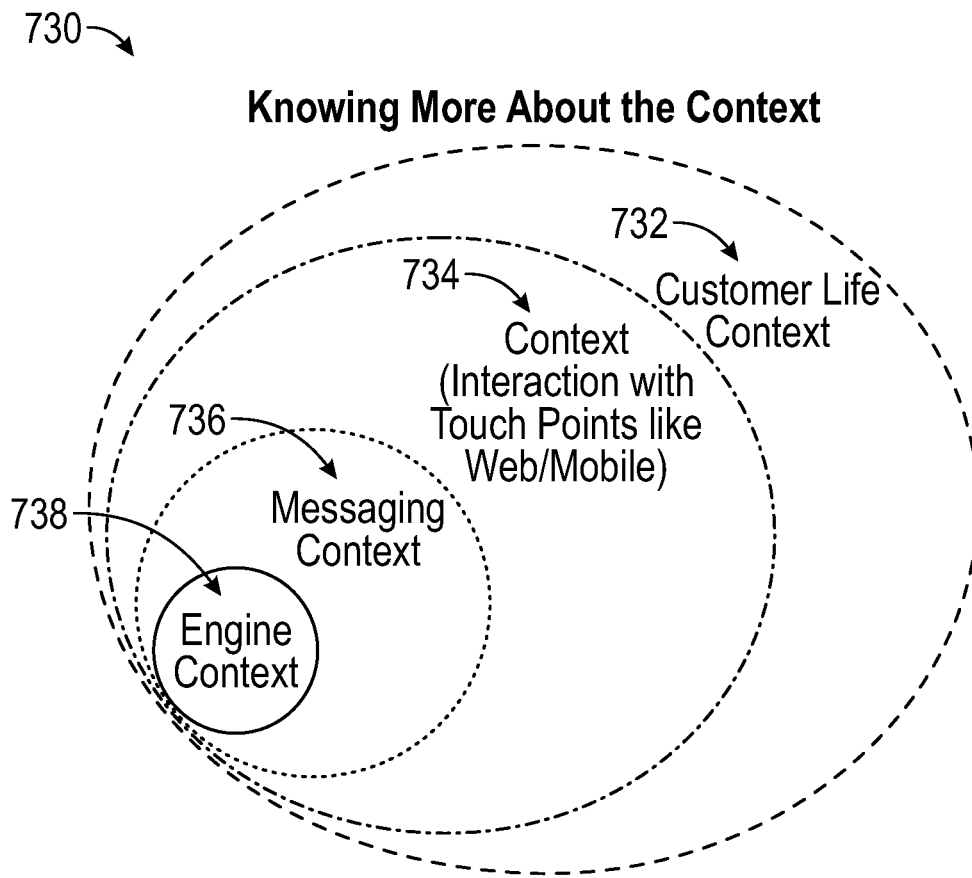 730
Knowing More About the Context
732
Customer Life
Context
734
Context
(Interaction with
Touch Points like
Web/Mobile)
736
Messaging
Context
738
Engine
Context